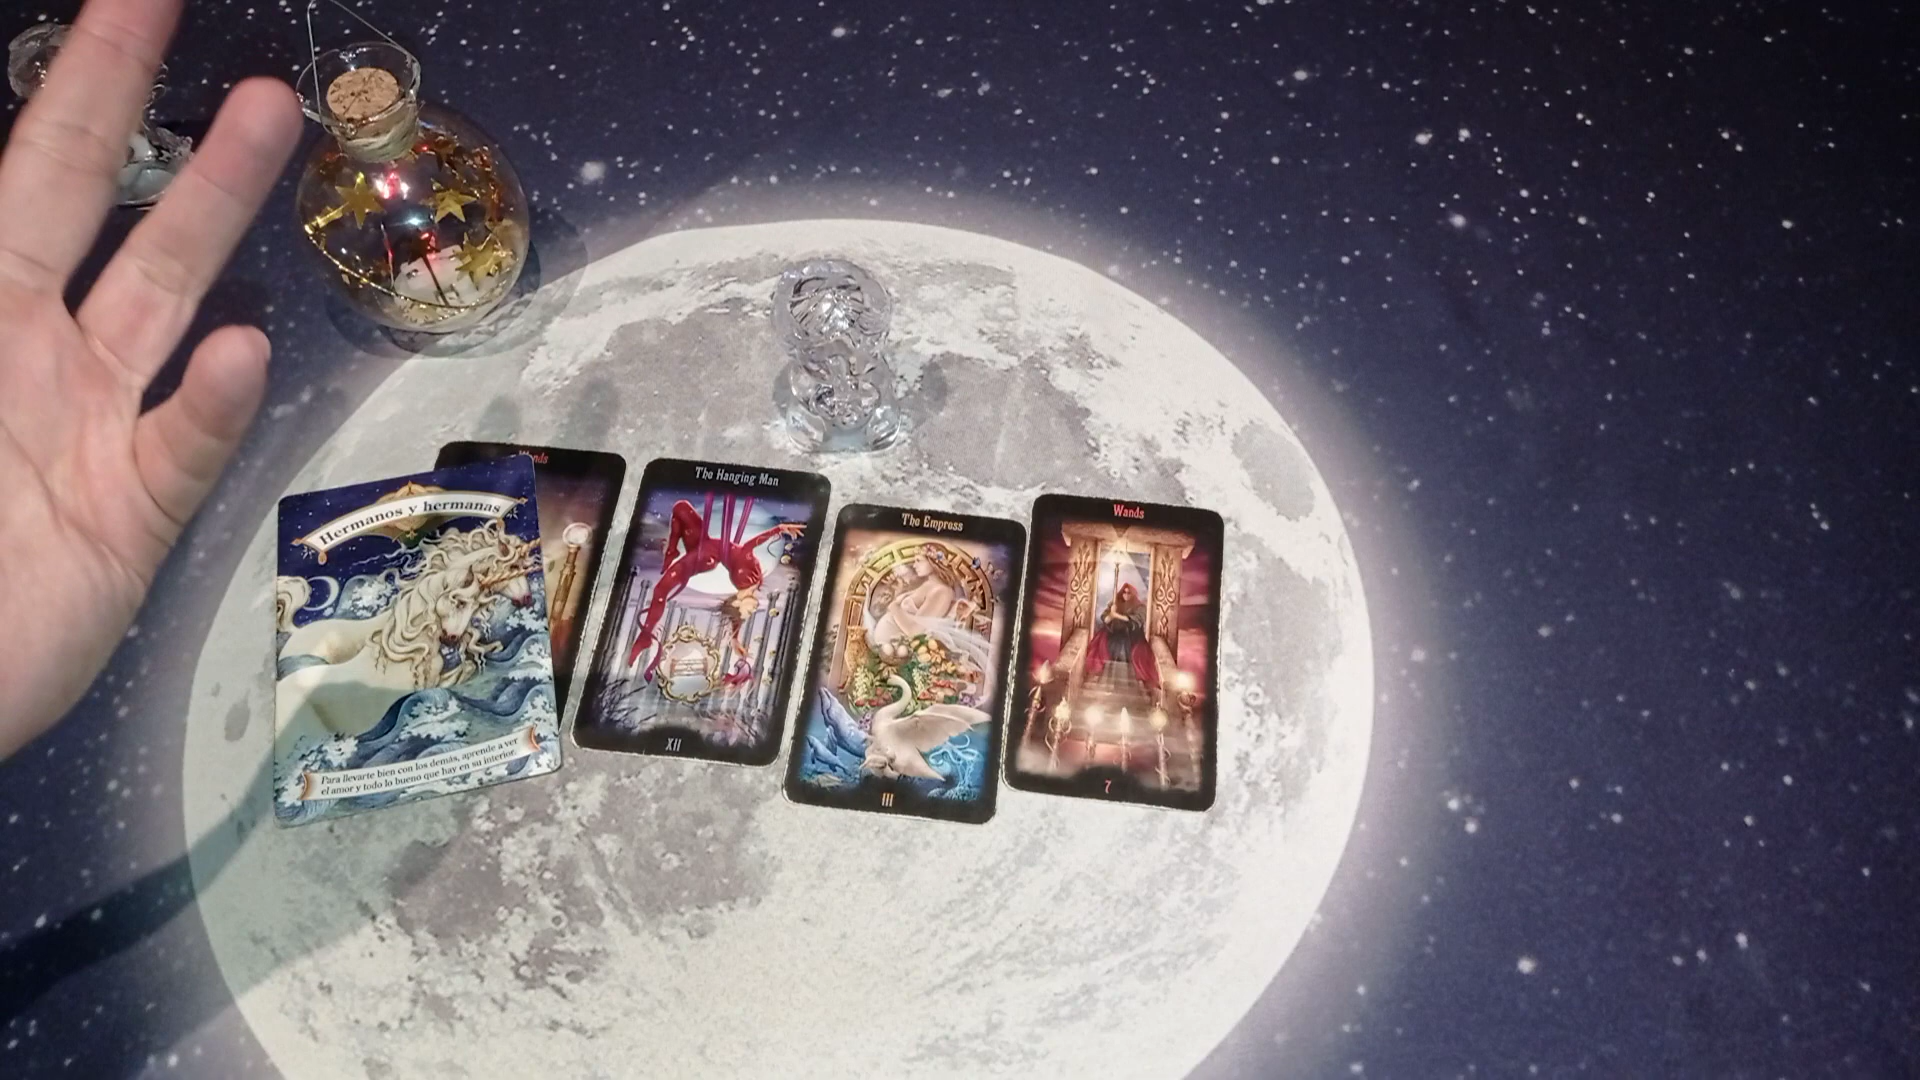 Wands
The Hanging Man
Hermanos y hermanas
The Empress
Wands
Para llevarte bien con los demás, aprende a ver
el amor y todo lo bueno que hay en su interior.
XII
III
7